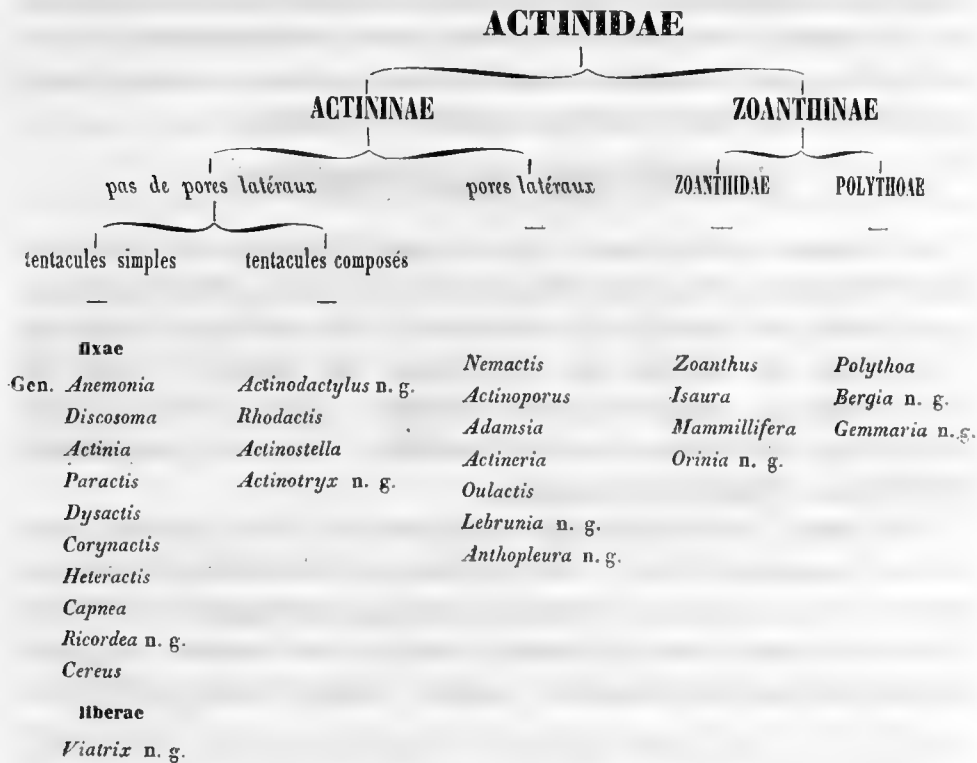 ACTINIDAE
ACTININAE ZOANTHINAE
pas de pores latéraux pores latéraux ZOANTHIDAE POLYTHOAE
tentacules simples tentacules composés
fixae
Gen. Anemonia
Discosoma
Actinia
Paractis
Dysactis
Corynactis
Heteractis
Capnea
Ricordea n. g.
Cereus
liberae
Viatrix n. g.
Actinodactylus n. g.
Rhodactis
Actinostella
Actinotryx n. g.
Nemactis
Actinoporus
Adamsia
Actineria
Oulactis
Lebrunia n. g.
Anthopleura n. g.
Zoanthus
Isaura
Mammillifera
Orinia n. g.
Polythoa
Bergia n. g.
Gemmaria n. g.